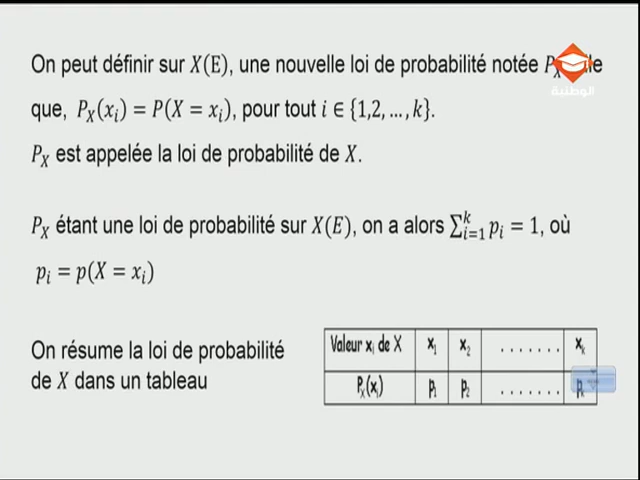 On peut définir sur X(E), une nouvelle loi de probabilité notée P_X
que, P_X(x_i) = P(X = x_i), pour tout i ∈ {1,2, ..., k}.
P_X est appelée la loi de probabilité de X.
P_X étant une loi de probabilité sur X(E), on a alors ∑_{i=1}^{k} p_i = 1, où
p_i = p(X = x_i)
On résume la loi de probabilité
de X dans un tableau
Valeur x_i de X x_1 x_2 ....... x_k
P_X(x_i) p_1 p_2 ....... p_k
الوطنية